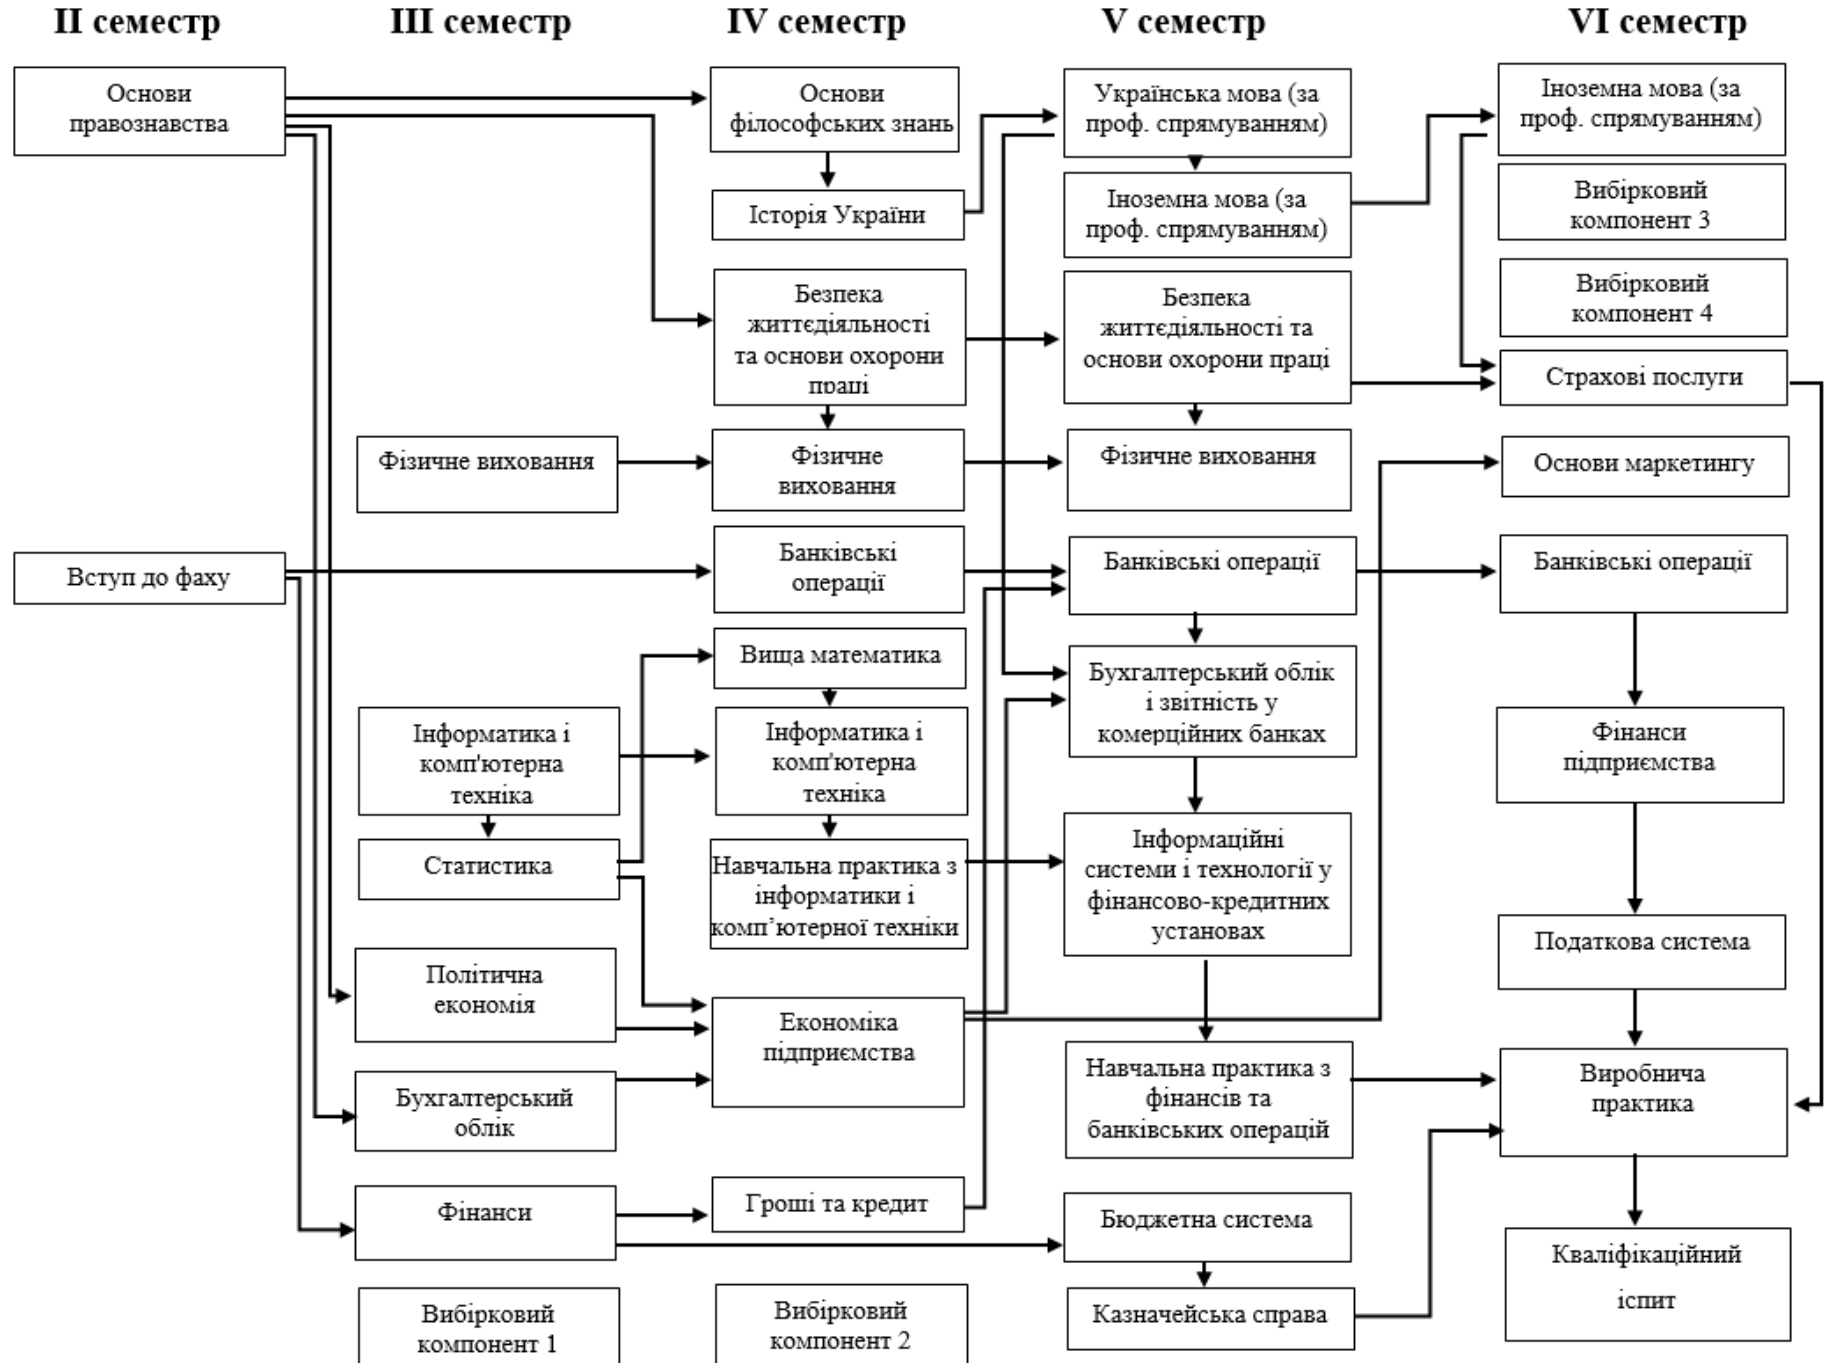 II семестр
III семестр
IV семестр
V семестр
VI семестр
Основи
правознавства
Вступ до фаху
Фізичне виховання
Інформатика і
комп'ютерна
техніка
Статистика
Політична
економія
Бухгалтерський
облік
Фінанси
Вибірковий
компонент 1
Основи
філософських знань
Історія України
Безпека
життєдіяльності
та основи охорони
праці
Фізичне
виховання
Банківські
операції
Вища математика
Інформатика і
комп'ютерна
техніка
Навчальна практика з
інформатики і
комп’ютерної техніки
Економіка
підприємства
Гроші та кредит
Вибірковий
компонент 2
Українська мова (за
проф. спрямуванням)
Іноземна мова (за
проф. спрямуванням)
Безпека
життєдіяльності та
основи охорони праці
Фізичне виховання
Банківські операції
Бухгалтерський облік
і звітність у
комерційних банках
Інформаційні
системи і технології у
фінансово-кредитних
установах
Навчальна практика з
фінансів та
банківських операцій
Бюджетна система
Казначейська справа
Іноземна мова (за
проф. спрямуванням)
Вибірковий
компонент 3
Вибірковий
компонент 4
Страхові послуги
Основи маркетингу
Банківські операції
Фінанси
підприємства
Податкова система
Виробнича
практика
Кваліфікаційний
іспит